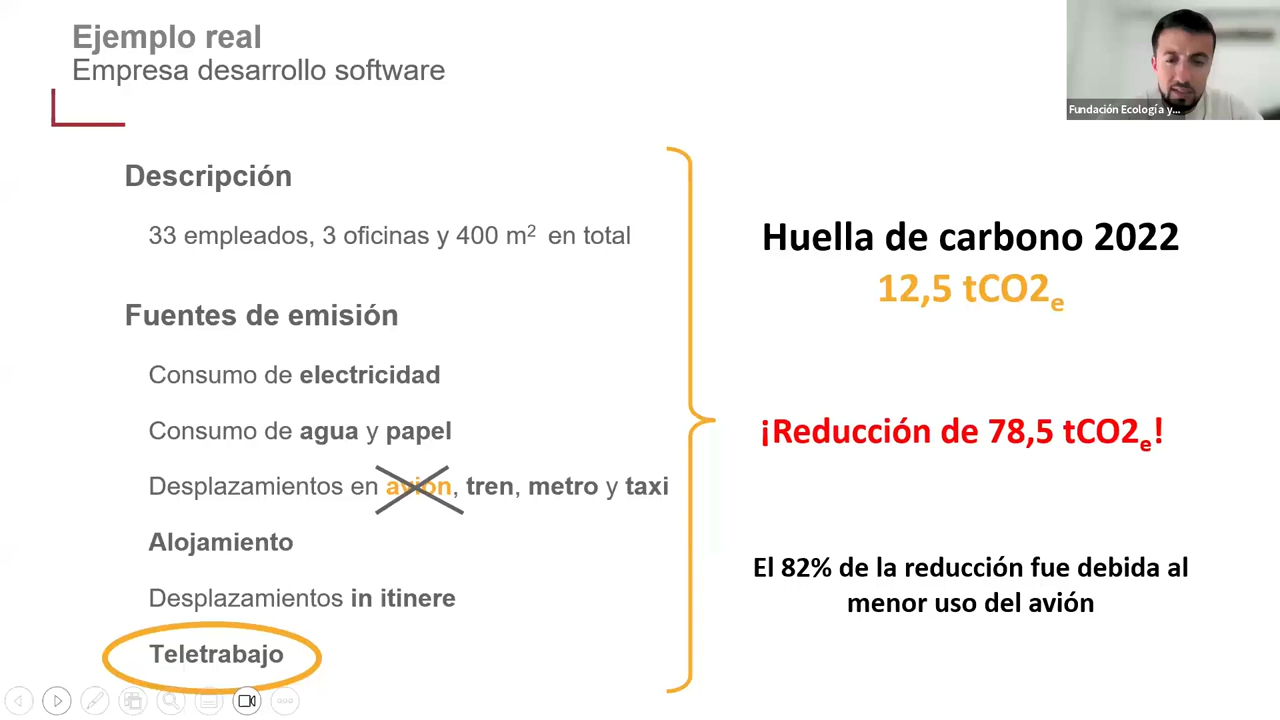 Ejemplo real
Empresa desarrollo software
Fundación Ecología y...
Descripción
33 empleados, 3 oficinas y 400 m² en total
Fuentes de emisión
Consumo de electricidad
Consumo de agua y papel
Desplazamientos en avión, tren, metro y taxi
Alojamiento
Desplazamientos in itinere
Teletrabajo
Huella de carbono 2022
12,5 tCO2e
¡Reducción de 78,5 tCO2e!
El 82% de la reducción fue debida al
menor uso del avión